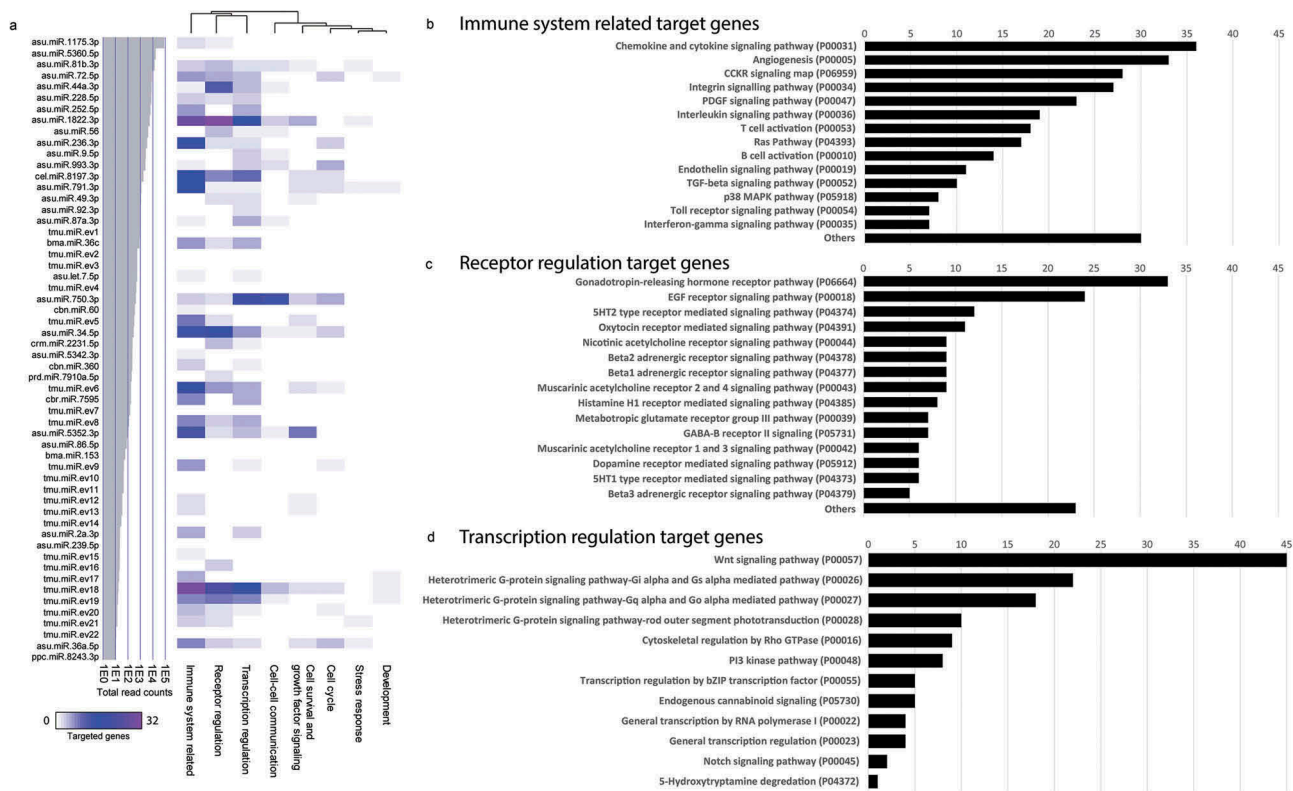 a
asu.miR.1175.3p
asu.miR.5360.5p
asu.miR.81b.3p
asu.miR.72.5p
asu.miR.44a.3p
asu.miR.228.5p
asu.miR.252.5p
asu.miR.1822.3p
asu.miR.56
asu.miR.236.3p
asu.miR.9.5p
asu.miR.993.3p
cel.miR.8197.3p
asu.miR.791.3p
asu.miR.49.3p
asu.miR.92.3p
asu.miR.87a.3p
tmu.miR.ev1
bma.miR.36c
tmu.miR.ev2
tmu.miR.ev3
asu.let.7.5p
tmu.miR.ev4
asu.miR.750.3p
cbn.miR.60
tmu.miR.ev5
asu.miR.34.5p
crm.miR.2231.5p
asu.miR.5342.3p
cbn.miR.360
prd.miR.7910a.5p
tmu.miR.ev6
cbr.miR.7595
tmu.miR.ev7
tmu.miR.ev8
asu.miR.5352.3p
asu.miR.86.5p
bma.miR.153
tmu.miR.ev9
tmu.miR.ev10
tmu.miR.ev11
tmu.miR.ev12
tmu.miR.ev13
tmu.miR.ev14
asu.miR.2a.3p
asu.miR.239.5p
tmu.miR.ev15
tmu.miR.ev16
tmu.miR.ev17
tmu.miR.ev18
tmu.miR.ev19
tmu.miR.ev20
tmu.miR.ev21
tmu.miR.ev22
asu.miR.36a.5p
ppc.miR.8243.3p
1E0 1E1 1E2 1E3 1E4 1E5
Total read counts
0 32
Targeted genes
Immune system related
Receptor regulation
Transcription regulation
Cell-cell communication
Cell survival and
growth factor signaling
Cell cycle
Stress response
Development
b Immune system related target genes
0 5 10 15 20 25 30 35 40 45
Chemokine and cytokine signaling pathway (P00031)
Angiogenesis (P00005)
CCKR signaling map (P06959)
Integrin signalling pathway (P00034)
PDGF signaling pathway (P00047)
Interleukin signaling pathway (P00036)
T cell activation (P00053)
Ras Pathway (P04393)
B cell activation (P00010)
Endothelin signaling pathway (P00019)
TGF-beta signaling pathway (P00052)
p38 MAPK pathway (P05918)
Toll receptor signaling pathway (P00054)
Interferon-gamma signaling pathway (P00035)
Others
c Receptor regulation target genes
0 5 10 15 20 25 30 35 40 45
Gonadotropin-releasing hormone receptor pathway (P06664)
EGF receptor signaling pathway (P00018)
5HT2 type receptor mediated signaling pathway (P04374)
Oxytocin receptor mediated signaling pathway (P04391)
Nicotinic acetylcholine receptor signaling pathway (P00044)
Beta2 adrenergic receptor signaling pathway (P04378)
Beta1 adrenergic receptor signaling pathway (P04377)
Muscarinic acetylcholine receptor 2 and 4 signaling pathway (P00043)
Histamine H1 receptor mediated signaling pathway (P04385)
Metabotropic glutamate receptor group III pathway (P00039)
GABA-B receptor II signaling (P05731)
Muscarinic acetylcholine receptor 1 and 3 signaling pathway (P00042)
Dopamine receptor mediated signaling pathway (P05912)
5HT1 type receptor mediated signaling pathway (P04373)
Beta3 adrenergic receptor signaling pathway (P04379)
Others
d Transcription regulation target genes
0 5 10 15 20 25 30 35 40 45
Wnt signaling pathway (P00057)
Heterotrimeric G-protein signaling pathway-Gi alpha and Gs alpha mediated pathway (P00026)
Heterotrimeric G-protein signaling pathway-Gq alpha and Go alpha mediated pathway (P00027)
Heterotrimeric G-protein signaling pathway-rod outer segment phototransduction (P00028)
Cytoskeletal regulation by Rho GTPase (P00016)
PI3 kinase pathway (P00048)
Transcription regulation by bZIP transcription factor (P00055)
Endogenous cannabinoid signaling (P05730)
General transcription by RNA polymerase I (P00022)
General transcription regulation (P00023)
Notch signaling pathway (P00045)
5-Hydroxytryptamine degredation (P04372)